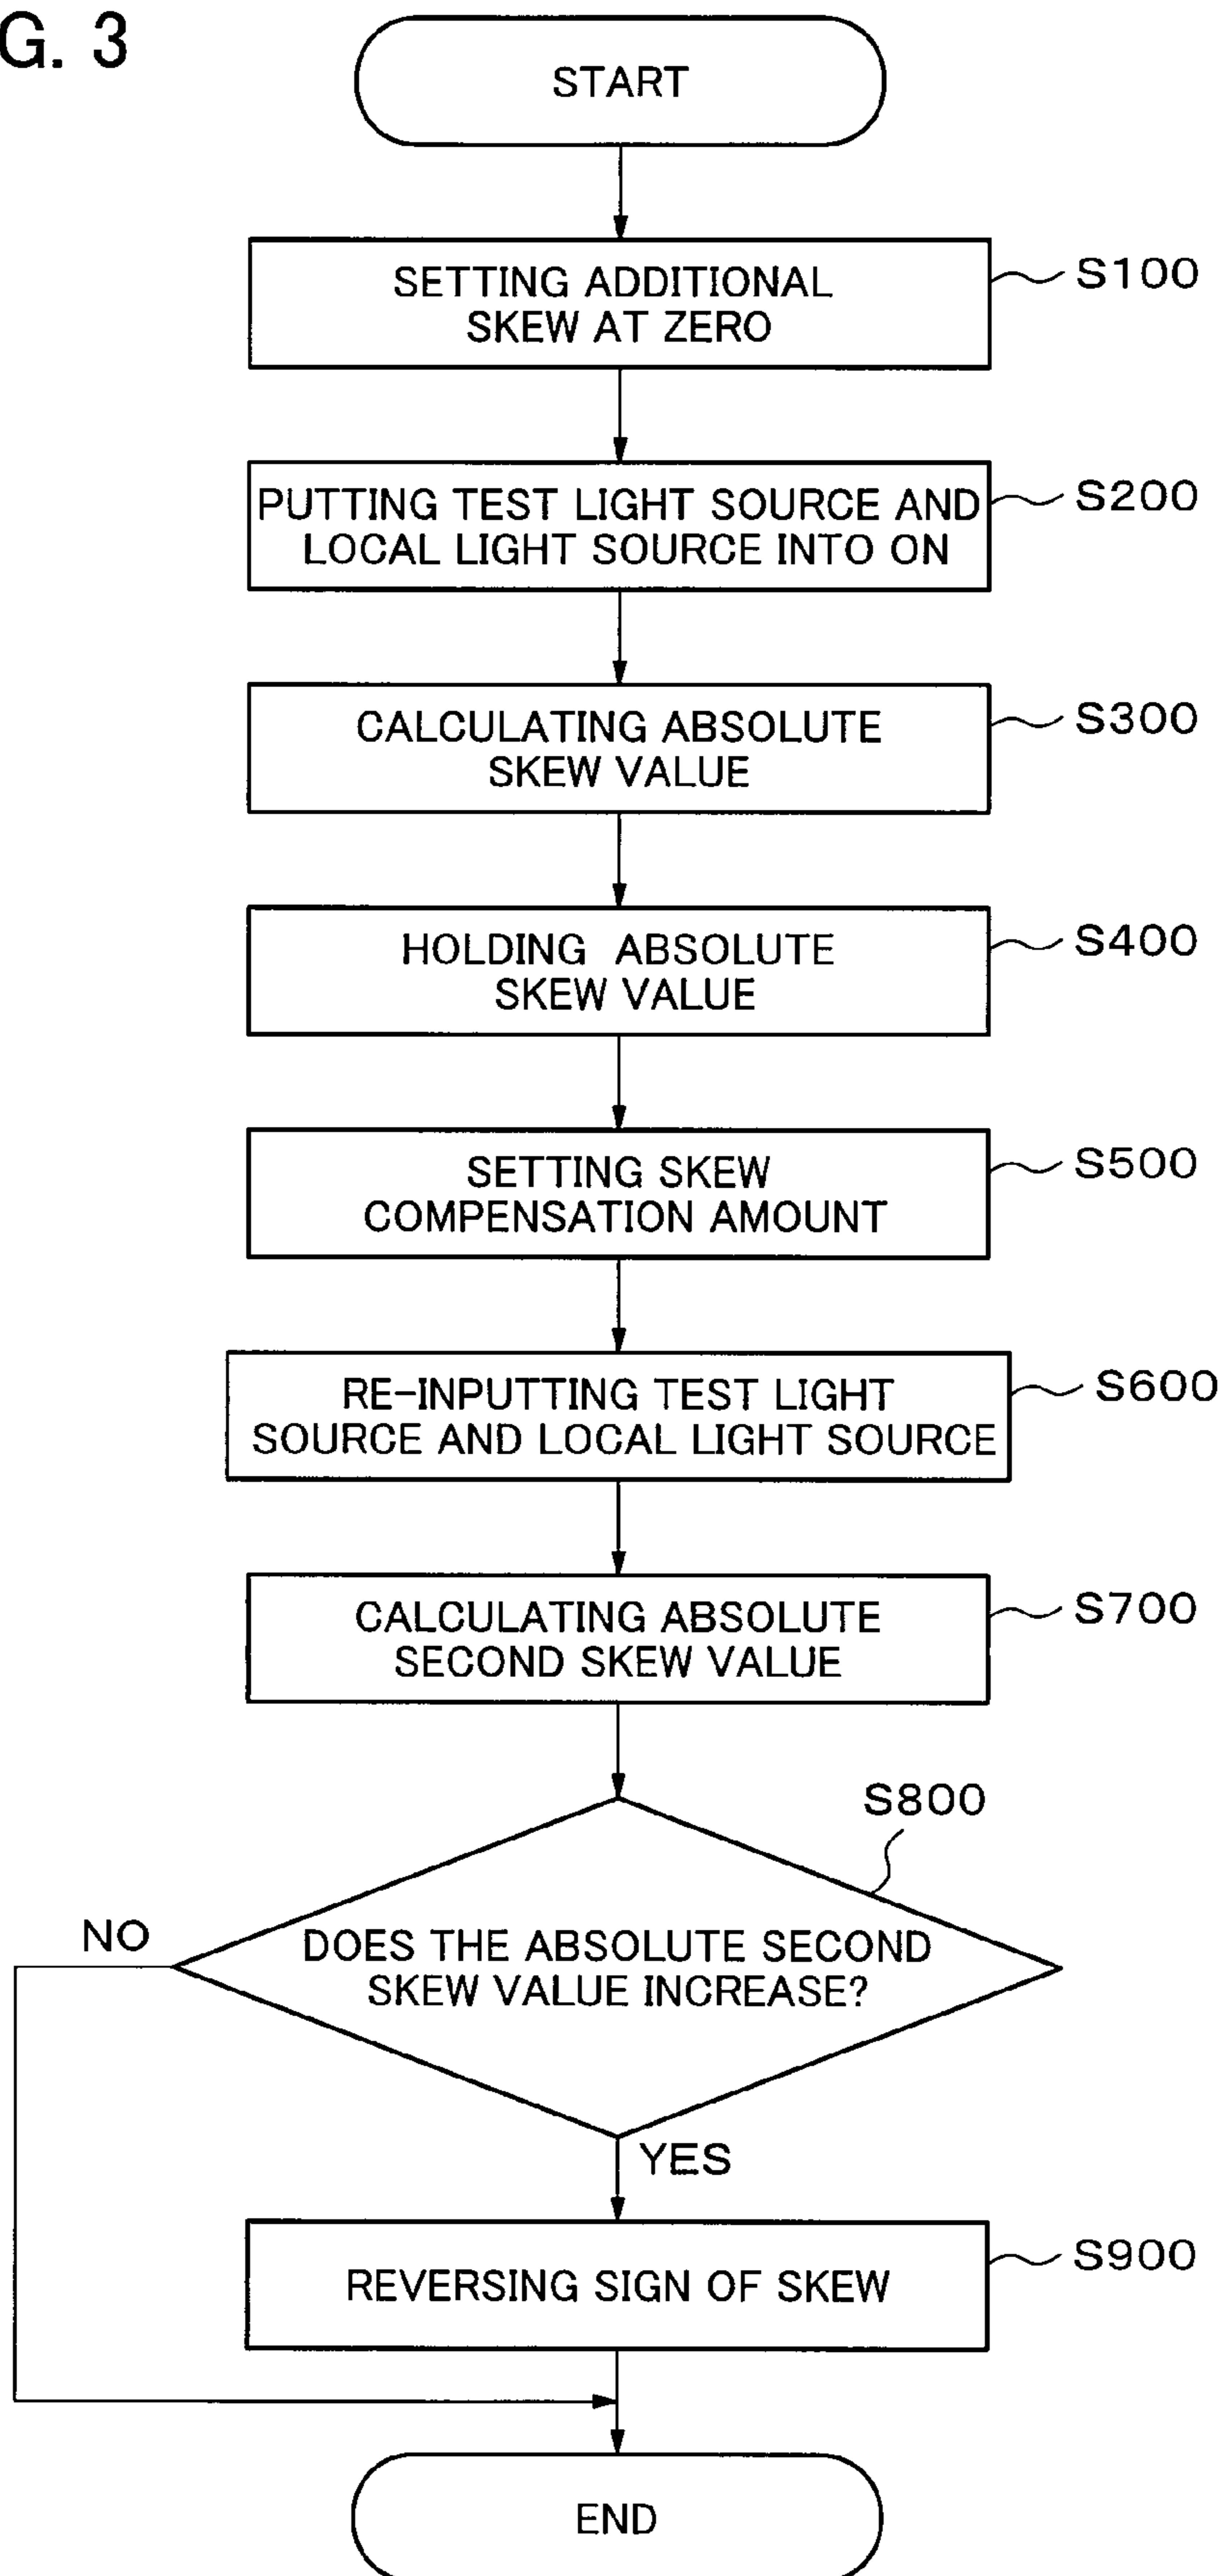 G. 3
START
SETTING ADDITIONAL
SKEW AT ZERO
S100
PUTTING TEST LIGHT SOURCE AND
LOCAL LIGHT SOURCE INTO ON
S200
CALCULATING ABSOLUTE
SKEW VALUE
S300
HOLDING ABSOLUTE
SKEW VALUE
S400
SETTING SKEW
COMPENSATION AMOUNT
S500
RE-INPUTTING TEST LIGHT
SOURCE AND LOCAL LIGHT SOURCE
S600
CALCULATING ABSOLUTE
SECOND SKEW VALUE
S700
S800
NO
DOES THE ABSOLUTE SECOND
SKEW VALUE INCREASE?
YES
REVERSING SIGN OF SKEW
S900
END